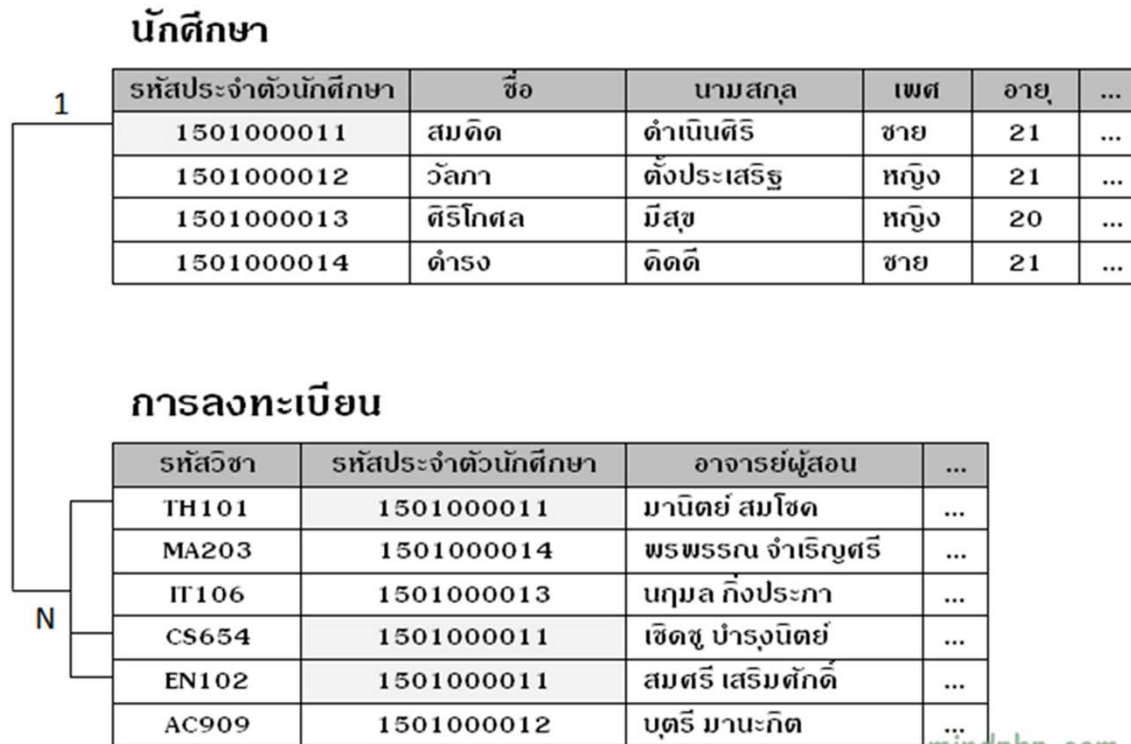 นักศึกษา
รหัสประจำตัวนักศึกษา ชื่อ นามสกุล เพศ อายุ ...
1
1501000011 สมคิด ดำเนินศิริ ชาย 21 ...
1501000012 วัลภา ตั้งประเสริฐ หญิง 21 ...
1501000013 ศิริโกศล มีสุข หญิง 20 ...
1501000014 ดำรง คิดดี ชาย 21 ...
การลงทะเบียน
รหัสวิชา รหัสประจำตัวนักศึกษา อาจารย์ผู้สอน ...
TH101 1501000011 มานิตย์ สมโชค ...
MA203 1501000014 พรพรรณ จำเริญศรี ...
IT106 1501000013 นฤมล กิ่งประภา ...
N
CS654 1501000011 เชิดชู บำรุงนิตย์ ...
EN102 1501000011 สมศรี เสริมศักดิ์ ...
AC909 1501000012 บุตรี มานะกิต ...